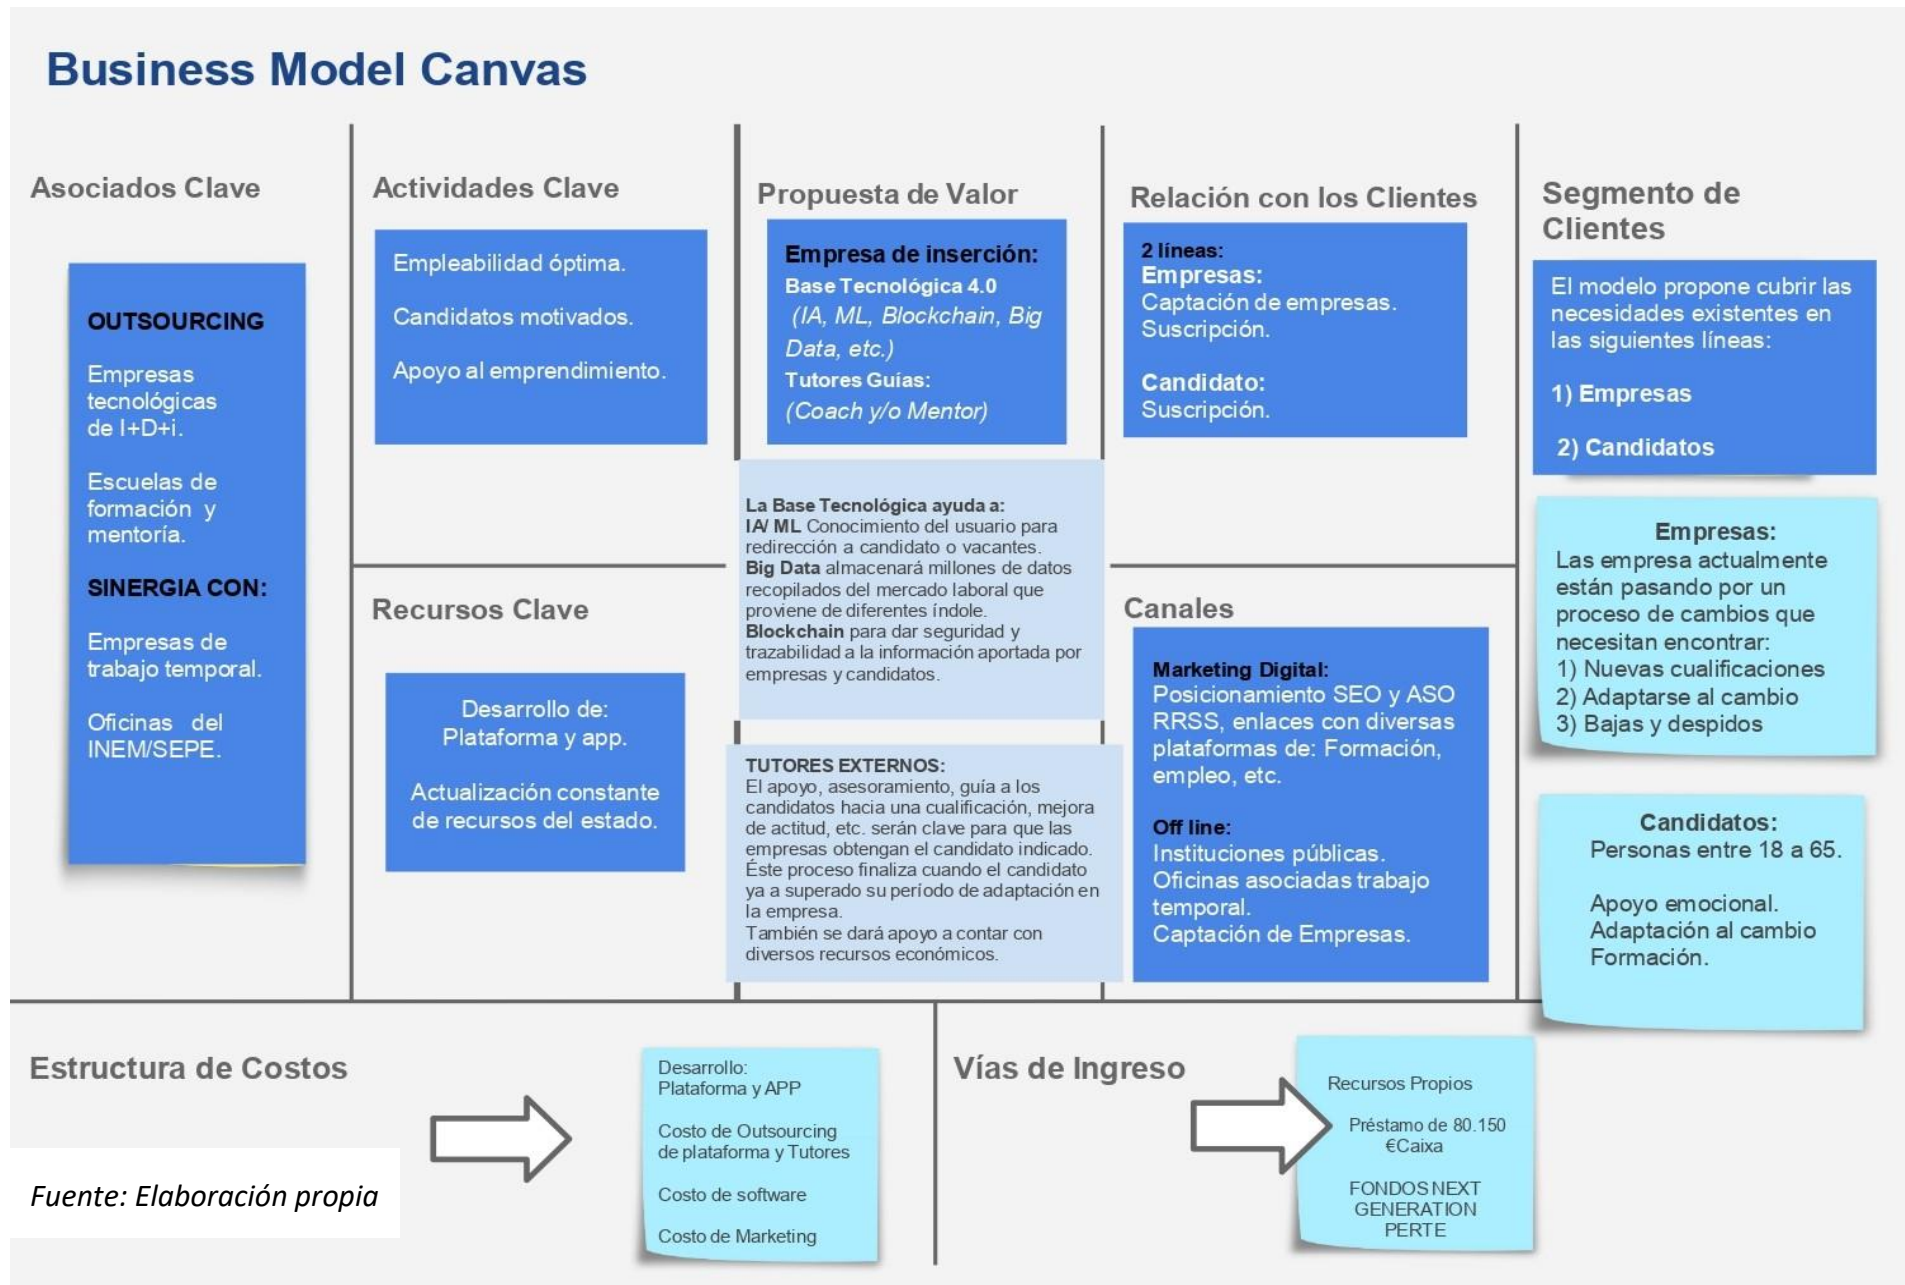 Business Model Canvas
Asociados Clave
OUTSOURCING
Empresas
tecnológicas
de I+D+i.
Escuelas de
formación y
mentoría.
SINERGIA CON:
Empresas de
trabajo temporal.
Oficinas del
INEM/SEPE.
Actividades Clave
Empleabilidad óptima.
Candidatos motivados.
Apoyo al emprendimiento.
Recursos Clave
Desarrollo de:
Plataforma y app.
Actualización constante
de recursos del estado.
Propuesta de Valor
Empresa de inserción:
Base Tecnológica 4.0
(IA, ML, Blockchain, Big
Data, etc.)
Tutores Guías:
(Coach y/o Mentor)
La Base Tecnológica ayuda a:
IA/ ML Conocimiento del usuario para
redirección a candidato o vacantes.
Big Data almacenará millones de datos
recopilados del mercado laboral que
proviene de diferentes índole.
Blockchain para dar seguridad y
trazabilidad a la información aportada por
empresas y candidatos.
TUTORES EXTERNOS:
El apoyo, asesoramiento, guía a los
candidatos hacia una cualificación, mejora
de actitud, etc. serán clave para que las
empresas obtengan el candidato indicado.
Éste proceso finaliza cuando el candidato
ya a superado su período de adaptación en
la empresa.
También se dará apoyo a contar con
diversos recursos económicos.
Relación con los Clientes
2 líneas:
Empresas:
Captación de empresas.
Suscripción.
Candidato:
Suscripción.
Canales
Marketing Digital:
Posicionamiento SEO y ASO
RRSS, enlaces con diversas
plataformas de: Formación,
empleo, etc.
Off line:
Instituciones públicas.
Oficinas asociadas trabajo
temporal.
Captación de Empresas.
Segmento de
Clientes
El modelo propone cubrir las
necesidades existentes en
las siguientes líneas:
1) Empresas
2) Candidatos
Empresas:
Las empresa actualmente
están pasando por un
proceso de cambios que
necesitan encontrar:
1) Nuevas cualificaciones
2) Adaptarse al cambio
3) Bajas y despidos
Candidatos:
Personas entre 18 a 65.
Apoyo emocional.
Adaptación al cambio
Formación.
Estructura de Costos
Desarrollo:
Plataforma y APP
Costo de Outsourcing
de plataforma y Tutores
Costo de software
Costo de Marketing
Vías de Ingreso
Recursos Propios
Préstamo de 80.150
€Caixa
FONDOS NEXT
GENERATION
PERTE
Fuente: Elaboración propia